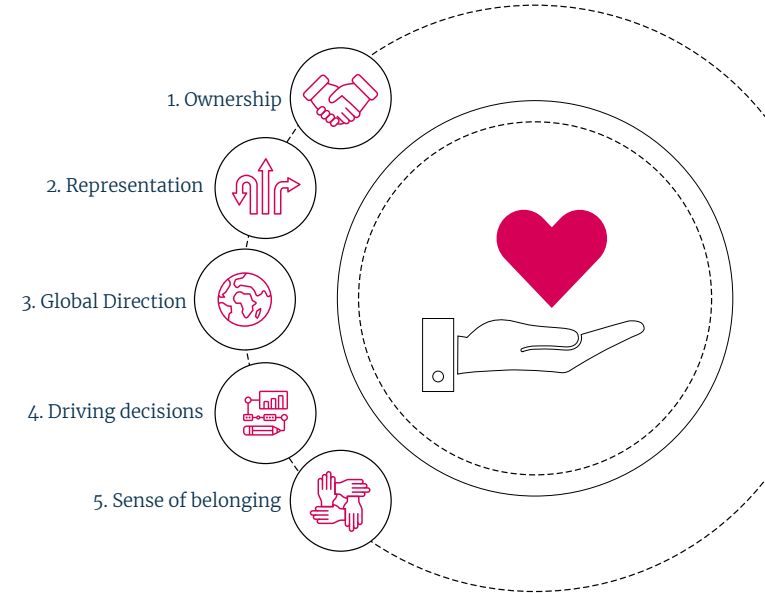 1. Ownership
2. Representation
3. Global Direction
4. Driving decisions
5. Sense of belonging